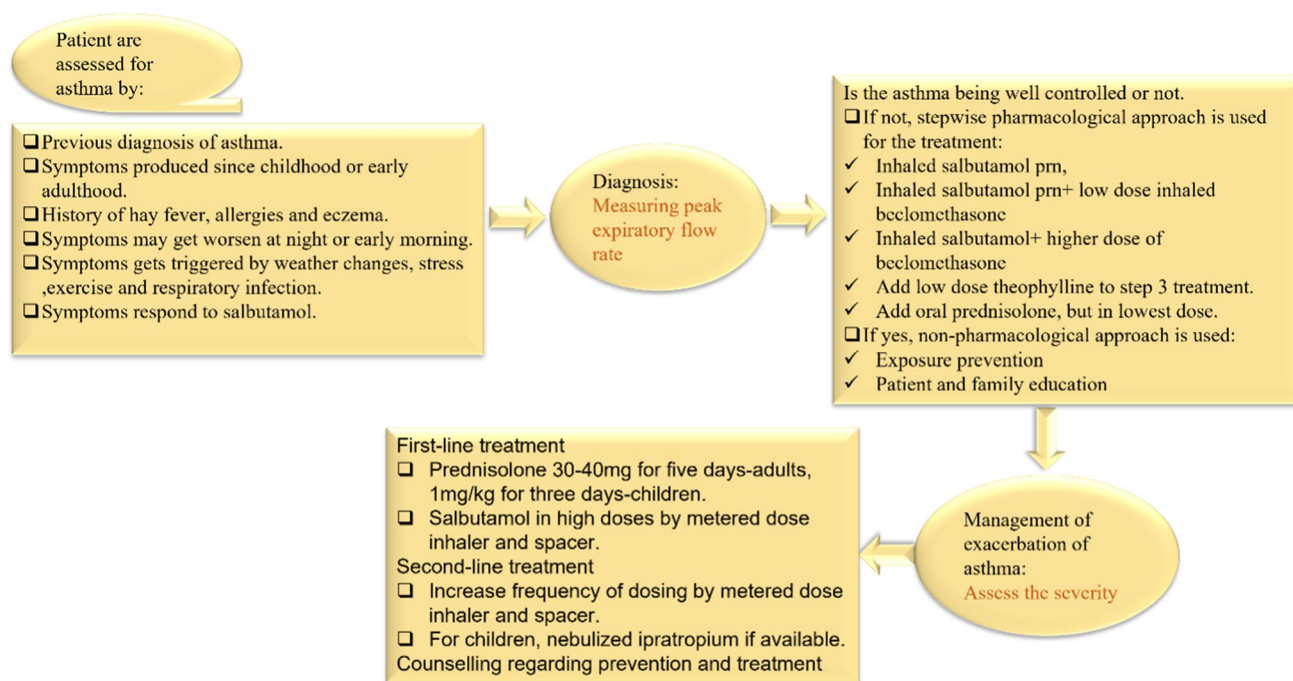 Patient are
assessed for
asthma by:
❑Previous diagnosis of asthma.
❑Symptoms produced since childhood or early
adulthood.
❑History of hay fever, allergies and eczema.
❑Symptoms may get worsen at night or early morning.
❑Symptoms gets triggered by weather changes, stress
,exercise and respiratory infection.
❑Symptoms respond to salbutamol.
Diagnosis:
Measuring peak
expiratory flow
rate
Is the asthma being well controlled or not.
❑If not, stepwise pharmacological approach is used
for the treatment:
✓ Inhaled salbutamol prn,
✓ Inhaled salbutamol prn+ low dose inhaled
beclomethasone
✓ Inhaled salbutamol+ higher dose of
beclomethasone
✓ Add low dose theophylline to step 3 treatment.
✓ Add oral prednisolone, but in lowest dose.
❑If yes, non-pharmacological approach is used:
✓ Exposure prevention
✓ Patient and family education
Management of
exacerbation of
asthma:
Assess the severity
First-line treatment
❑ Prednisolone 30-40mg for five days-adults,
1mg/kg for three days-children.
❑ Salbutamol in high doses by metered dose
inhaler and spacer.
Second-line treatment
❑ Increase frequency of dosing by metered dose
inhaler and spacer.
❑ For children, nebulized ipratropium if available.
Counselling regarding prevention and treatment